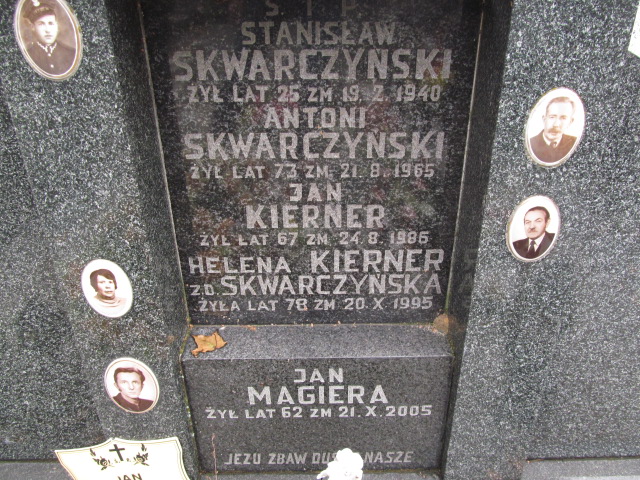 S I P
STANISŁAW
SKWARCZYŃSKI
ŻYŁ LAT 25 ZM 19. 2. 1940
ANTONI
SKWARCZYŃSKI
ŻYŁ LAT 73 ZM 21. 8. 1965
JAN
KIERNER
ŻYŁ LAT 67 ZM 24. 8. 1985
HELENA KIERNER
ZD. SKWARCZYŃSKA
ŻYŁA LAT 78 ZM 20. X 1995
JAN
MAGIERA
ŻYŁ LAT 62 ZM 21. X. 2005
JEZU ZBAW NASZE
JAN